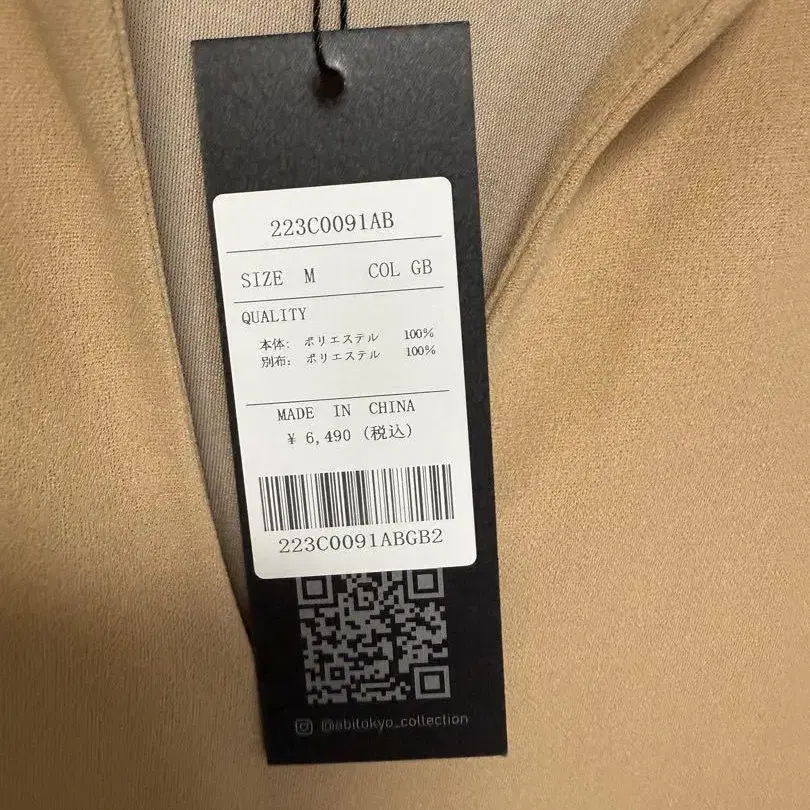 223C0091AB
SIZE M COL GB
QUALITY
本体: ポリエステル 100%
別布: ポリエステル 100%
MADE IN CHINA
¥ 6,490 (税込)
223C0091ABGB2
@abitokyo_collection